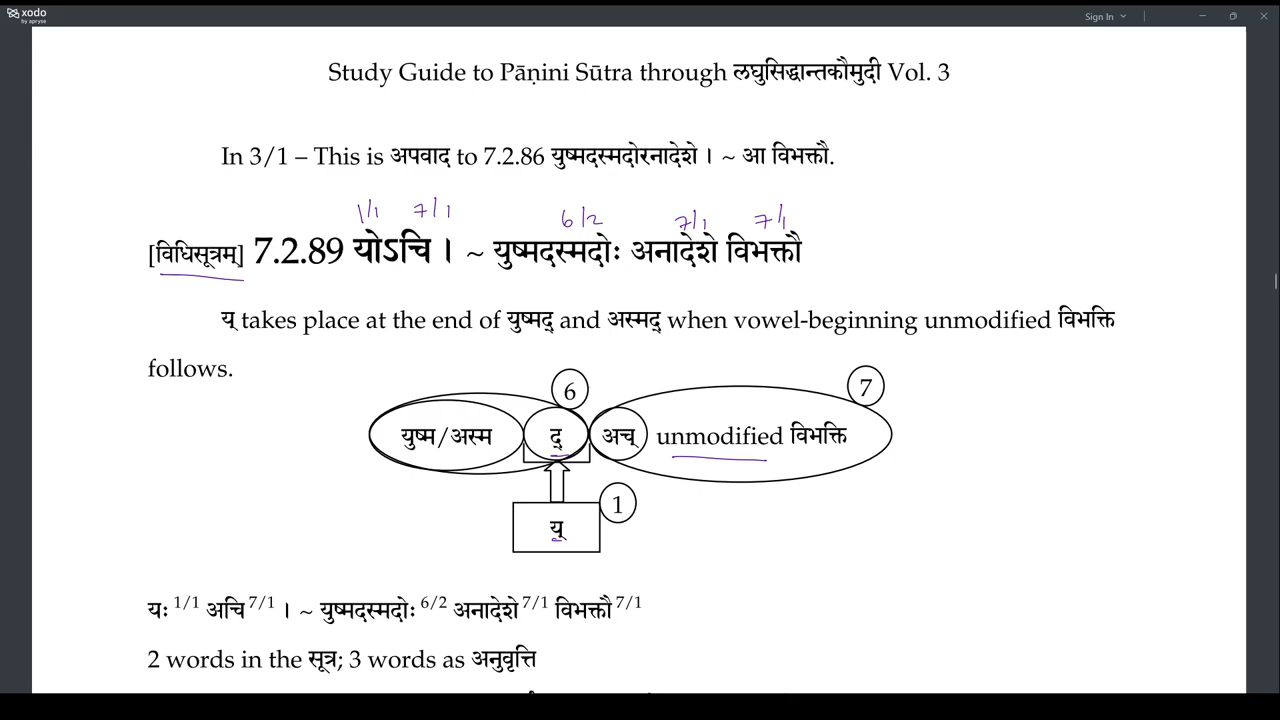 xodo
by apryse
Sign In
Study Guide to Pāṇini Sūtra through लघुसिद्धान्तकौमुदी Vol. 3
In 3/1 – This is अपवाद to 7.2.86 युष्मदस्मदोरनादेशे । ~ आ विभक्तौ.
1/1 7/1 6/2 7/1 7/1
[विधिसूत्रम्] 7.2.89 योऽचि । ~ युष्मदस्मदोः अनादेशे विभक्तौ
य् takes place at the end of युष्मद् and अस्मद् when vowel-beginning unmodified विभक्ति
follows.
6 7
युष्म/अस्म द् अच् unmodified विभक्ति
1
य्
यः 1/1 अचि 7/1 । ~ युष्मदस्मदोः 6/2 अनादेशे 7/1 विभक्तौ 7/1
2 words in the सूत्र; 3 words as अनुवृत्ति